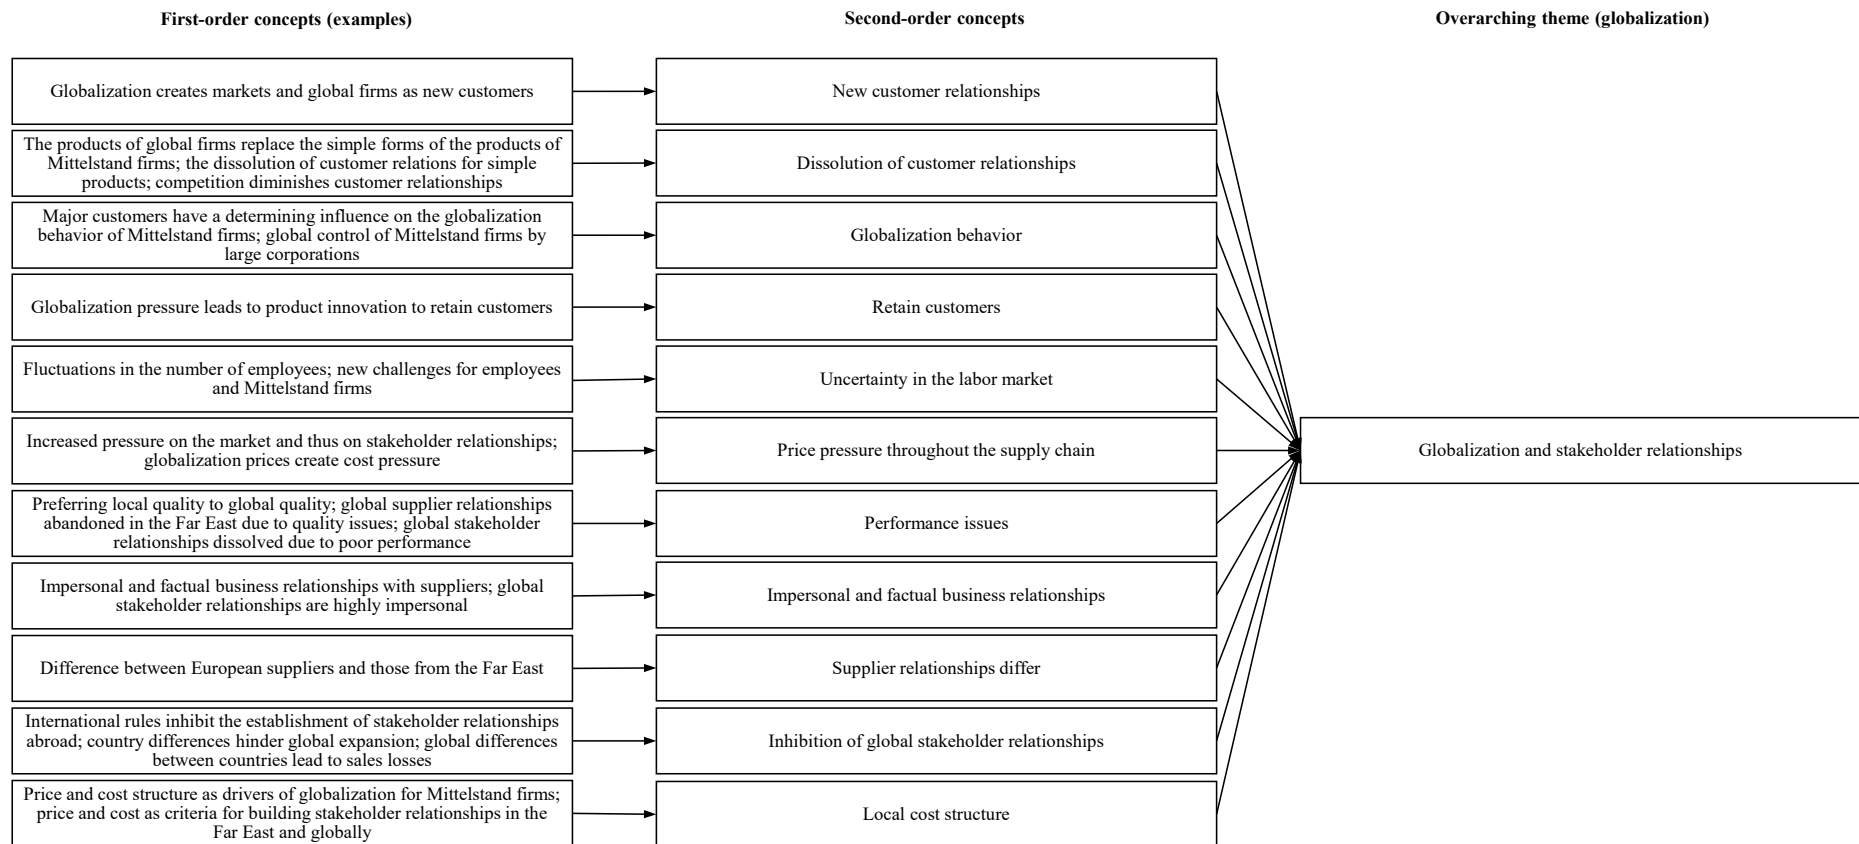 First-order concepts (examples)
Second-order concepts
Overarching theme (globalization)
Globalization creates markets and global firms as new customers
New customer relationships
The products of global firms replace the simple forms of the products of
Mittelstand firms; the dissolution of customer relations for simple
products; competition diminishes customer relationships
Dissolution of customer relationships
Major customers have a determining influence on the globalization
behavior of Mittelstand firms; global control of Mittelstand firms by
large corporations
Globalization behavior
Globalization pressure leads to product innovation to retain customers
Retain customers
Fluctuations in the number of employees; new challenges for employees
and Mittelstand firms
Uncertainty in the labor market
Increased pressure on the market and thus on stakeholder relationships;
globalization prices create cost pressure
Price pressure throughout the supply chain
Globalization and stakeholder relationships
Preferring local quality to global quality; global supplier relationships
abandoned in the Far East due to quality issues; global stakeholder
relationships dissolved due to poor performance
Performance issues
Impersonal and factual business relationships with suppliers; global
stakeholder relationships are highly impersonal
Impersonal and factual business relationships
Difference between European suppliers and those from the Far East
Supplier relationships differ
International rules inhibit the establishment of stakeholder relationships
abroad; country differences hinder global expansion; global differences
between countries lead to sales losses
Inhibition of global stakeholder relationships
Price and cost structure as drivers of globalization for Mittelstand firms;
price and cost as criteria for building stakeholder relationships in the
Far East and globally
Local cost structure